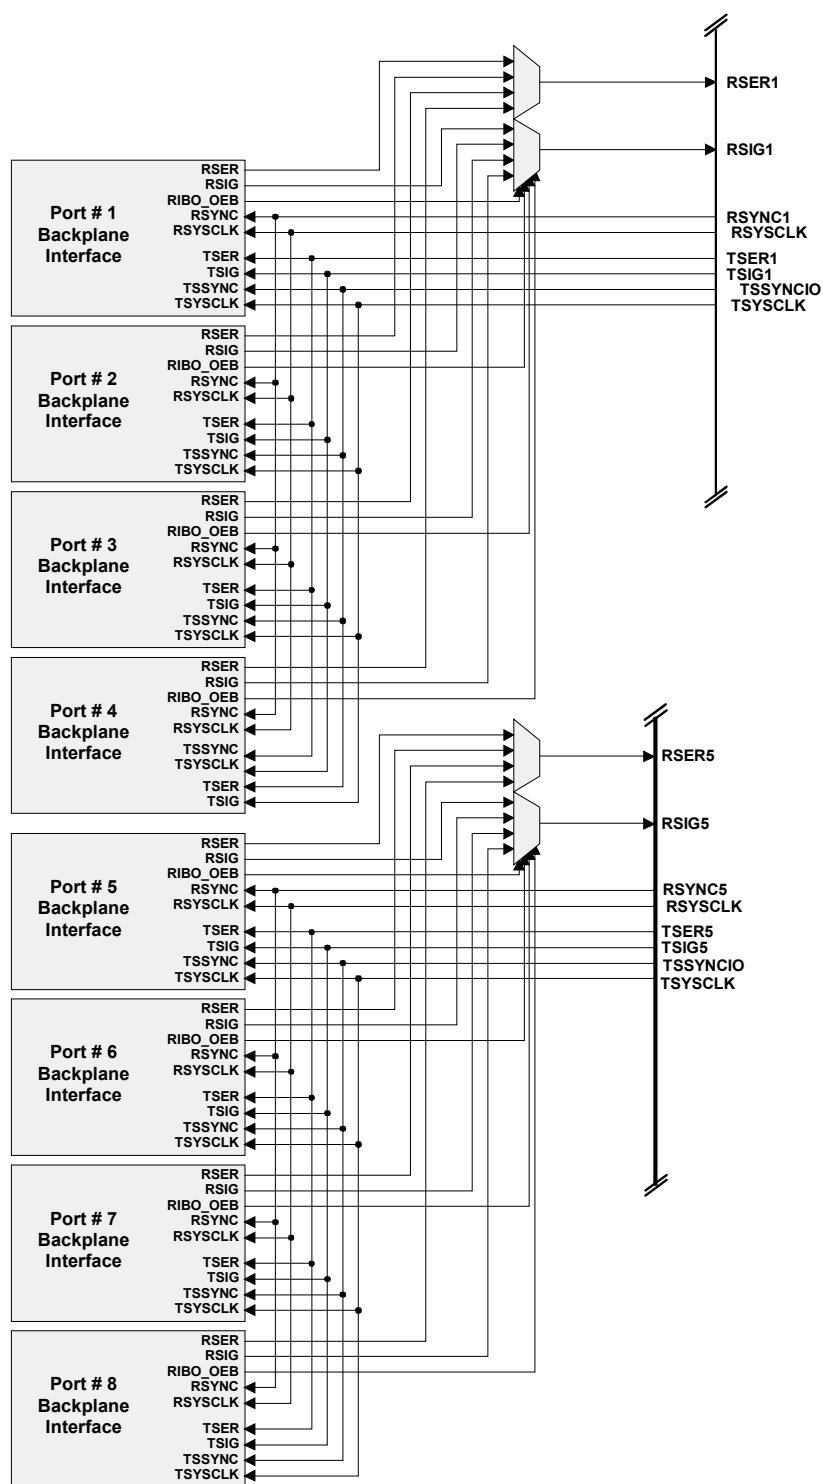 RSER1
RSIG1
RSER
RSIG
RIBO_OEB
RSYNC
RSYSCLK
TSER
TSIG
TSSYNC
TSYSCLK
Port # 1
Backplane
Interface
RSYNC1
RSYSCLK
TSER1
TSIG1
TSSYNCIO
TSYSCLK
RSER
RSIG
RIBO_OEB
RSYNC
RSYSCLK
TSER
TSIG
TSSYNC
TSYSCLK
Port # 2
Backplane
Interface
RSER
RSIG
RIBO_OEB
RSYNC
RSYSCLK
TSER
TSIG
TSSYNC
TSYSCLK
Port # 3
Backplane
Interface
RSER
RSIG
RIBO_OEB
RSYNC
RSYSCLK
TSSYNC
TSYSCLK
TSER
TSIG
Port # 4
Backplane
Interface
RSER5
RSIG5
RSER
RSIG
RIBO_OEB
RSYNC
RSYSCLK
TSER
TSIG
TSSYNC
TSYSCLK
Port # 5
Backplane
Interface
RSYNC5
RSYSCLK
TSER5
TSIG5
TSSYNCIO
TSYSCLK
RSER
RSIG
RIBO_OEB
RSYNC
RSYSCLK
TSER
TSIG
TSSYNC
TSYSCLK
Port # 6
Backplane
Interface
RSER
RSIG
RIBO_OEB
RSYNC
RSYSCLK
TSER
TSIG
TSSYNC
TSYSCLK
Port # 7
Backplane
Interface
RSER
RSIG
RIBO_OEB
RSYNC
RSYSCLK
TSER
TSIG
TSSYNC
TSYSCLK
Port # 8
Backplane
Interface